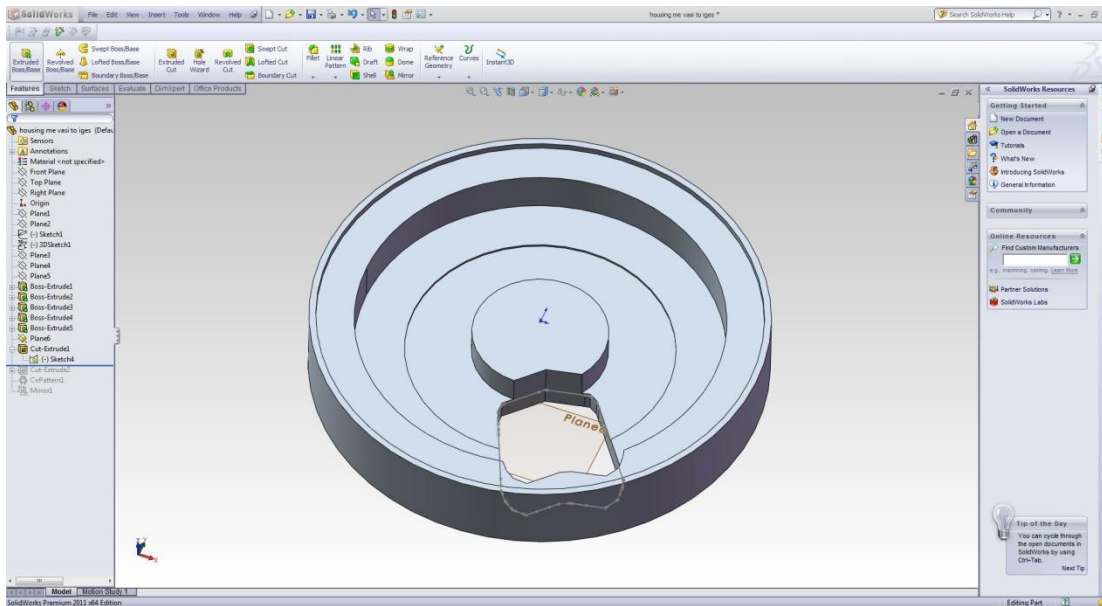 SolidWorks File Edit View Insert Tools Window Help housing me vasi to iges * Search SolidWorks Help
Extruded Boss/Base
Revolved Boss/Base
Swept Boss/Base
Lofted Boss/Base
Boundary Boss/Base
Extruded Cut
Hole Wizard
Revolved Cut
Swept Cut
Lofted Cut
Boundary Cut
Fillet
Linear Pattern
Rib
Draft
Shell
Wrap
Dome
Mirror
Reference Geometry
Curves
Instant3D
Features Sketch Surfaces Evaluate DimXpert Office Products
housing me vasi to iges (Defau
Sensors
Annotations
Material <not specified>
Front Plane
Top Plane
Right Plane
Origin
Plane1
Plane2
(-) Sketch1
(-) 3DSketch1
Plane3
Plane4
Plane5
Boss-Extrude1
Boss-Extrude2
Boss-Extrude3
Boss-Extrude4
Boss-Extrude5
Plane6
Cut-Extrude1
(-) Sketch4
Cut-Extrude2
CirPattern1
Mirror1
Plane
SolidWorks Resources
Getting Started
New Document
Open a Document
Tutorials
What's New
Introducing SolidWorks
General Information
Community
Online Resources
Find Custom Manufacturers
e.g., machining, casting Learn More
Partner Solutions
SolidWorks Labs
Tip of the Day
You can cycle through
the open documents in
SolidWorks by using
Ctrl-Tab.
Next Tip
Model Motion Study 1
SolidWorks Premium 2011 x64 Edition Editing Part